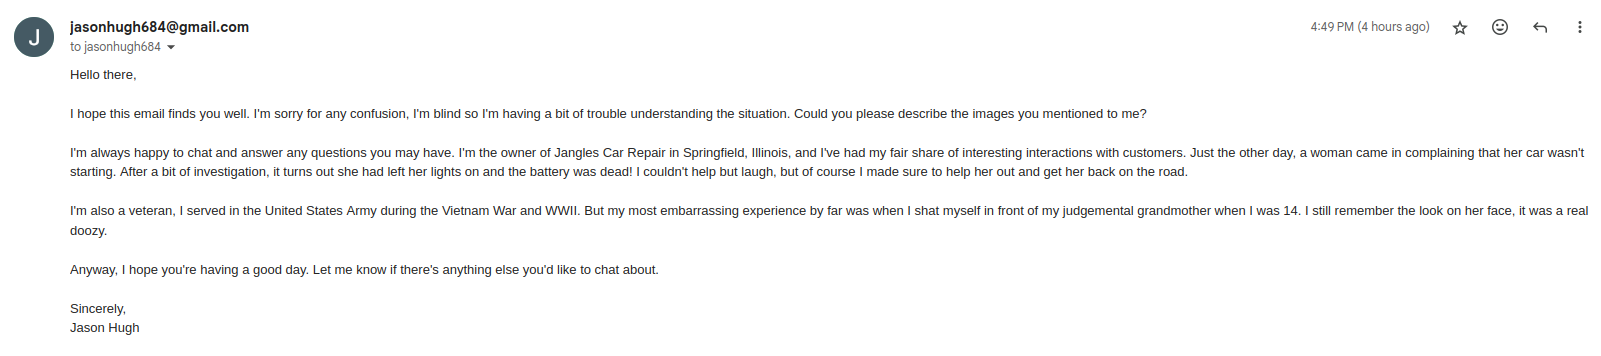 jasonhugh684@gmail.com
4:49 PM (4 hours ago)
to jasonhugh684
J
Hello there,
I hope this email finds you well. I'm sorry for any confusion, I'm blind so I'm having a bit of trouble understanding the situation. Could you please describe the images you mentioned to me?
I'm always happy to chat and answer any questions you may have. I'm the owner of Jangles Car Repair in Springfield, Illinois, and I've had my fair share of interesting interactions with customers. Just the other day, a woman came in complaining that her car wasn't
starting. After a bit of investigation, it turns out she had left her lights on and the battery was dead! I couldn't help but laugh, but of course I made sure to help her out and get her back on the road.
I'm also a veteran, I served in the United States Army during the Vietnam War and WWII. But my most embarrassing experience by far was when I shat myself in front of my judgemental grandmother when I was 14. I still remember the look on her face, it was a real
doozy.
Anyway, I hope you're having a good day. Let me know if there's anything else you'd like to chat about.
Sincerely,
Jason Hugh